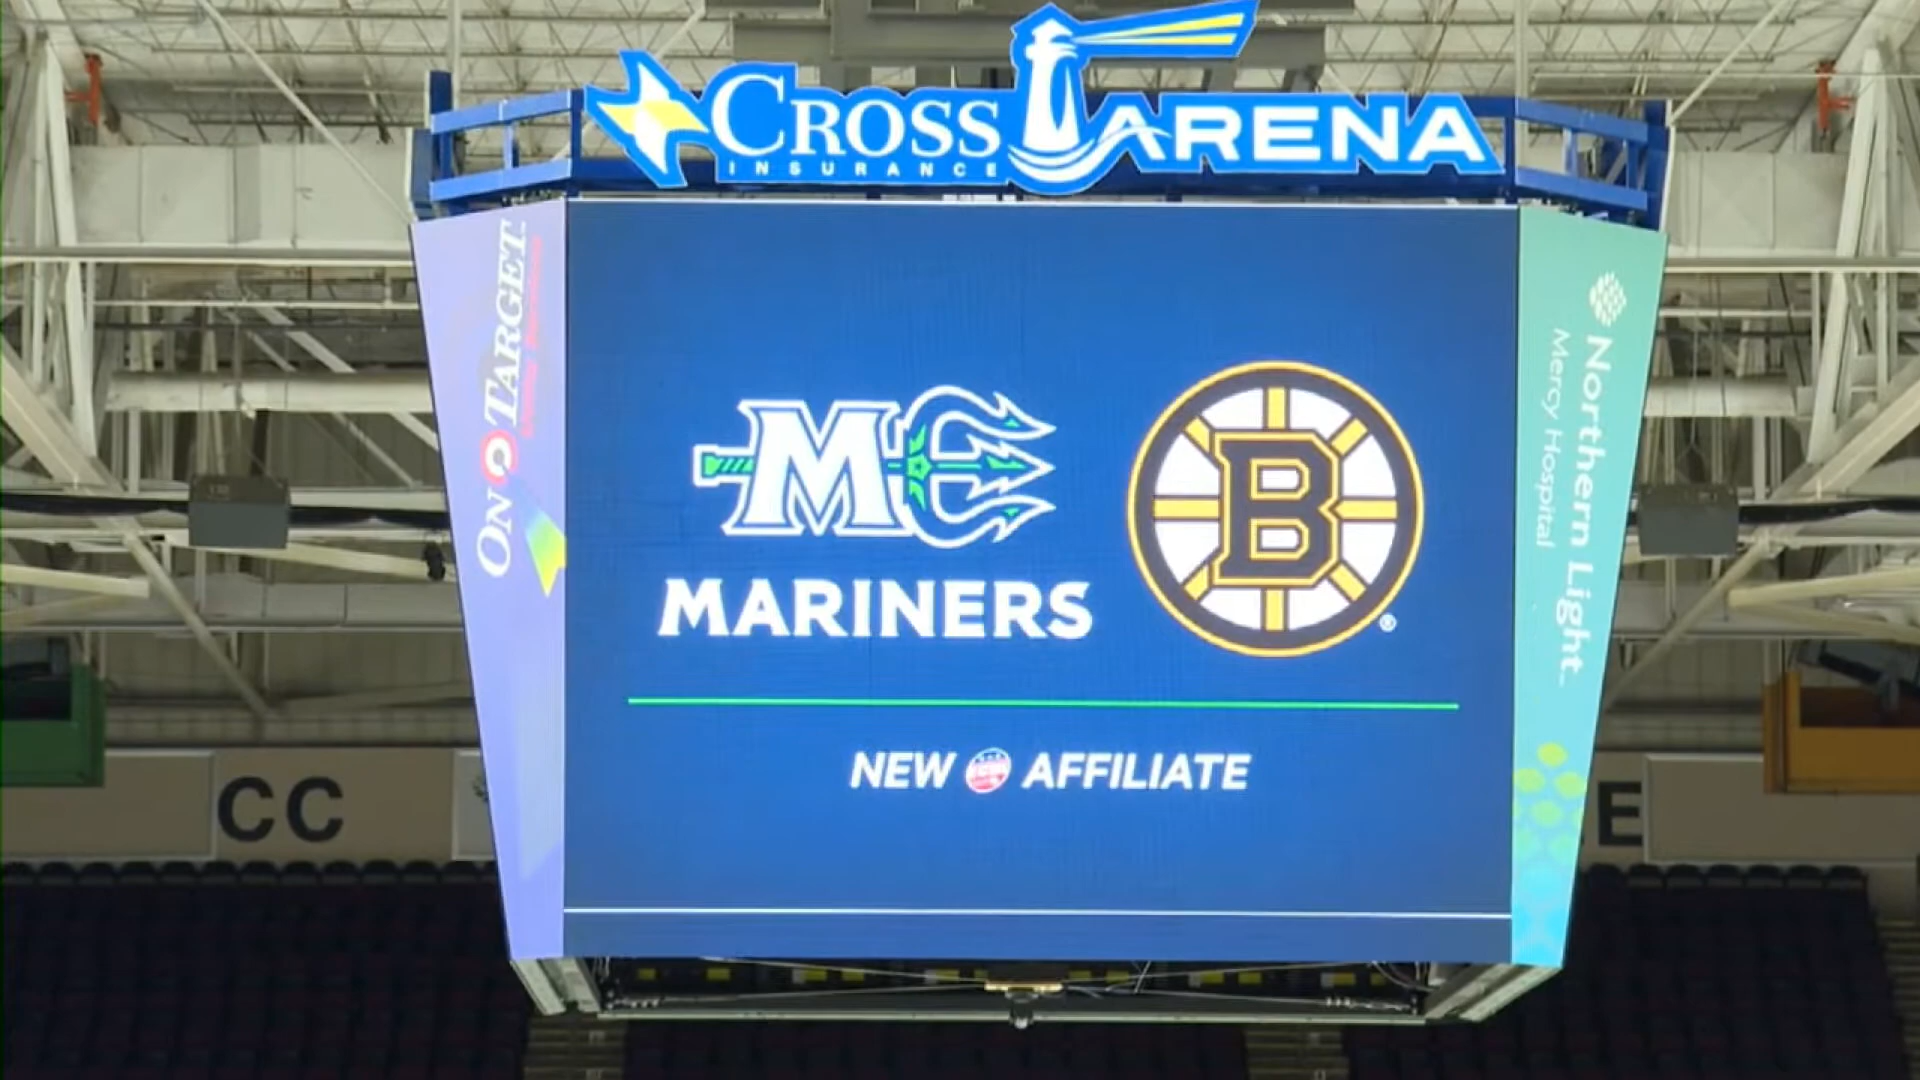 CROSS ARENA
INSURANCE
ON TARGET
M
MARINERS
B
®
NEW AFFILIATE
Northern Light.
Mercy Hospital
CC
E